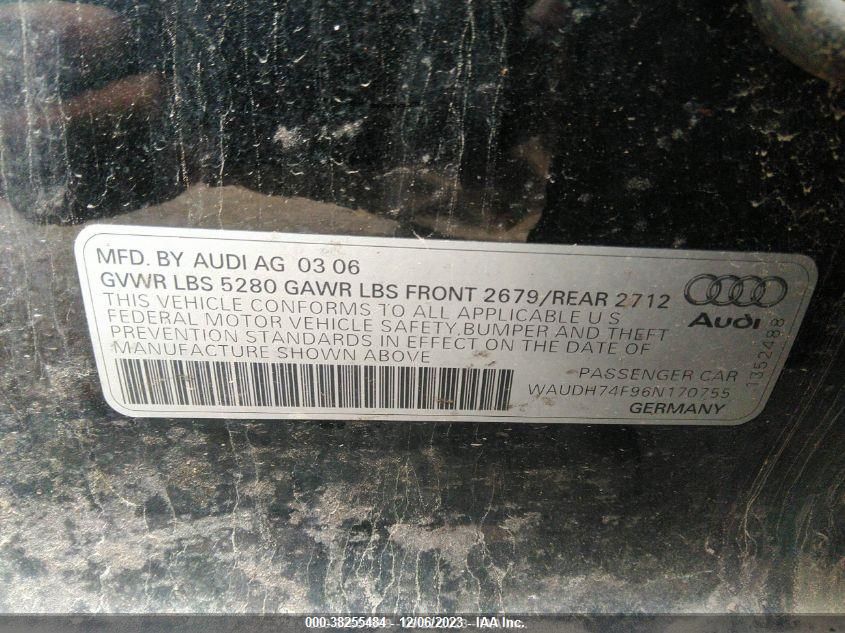 MFD. BY AUDI AG 03 06
GVWR LBS 5280 GAWR LBS FRONT 2679/REAR 2712
THIS VEHICLE CONFORMS TO ALL APPLICABLE U S
FEDERAL MOTOR VEHICLE SAFETY, BUMPER AND THEFT
PREVENTION STANDARDS IN EFFECT ON THE DATE OF
MANUFACTURE SHOWN ABOVE
Audi
1352488
PASSENGER CAR
WAUDH74F96N170755
GERMANY
000-38255484 - 12/06/2023 - IAA Inc.